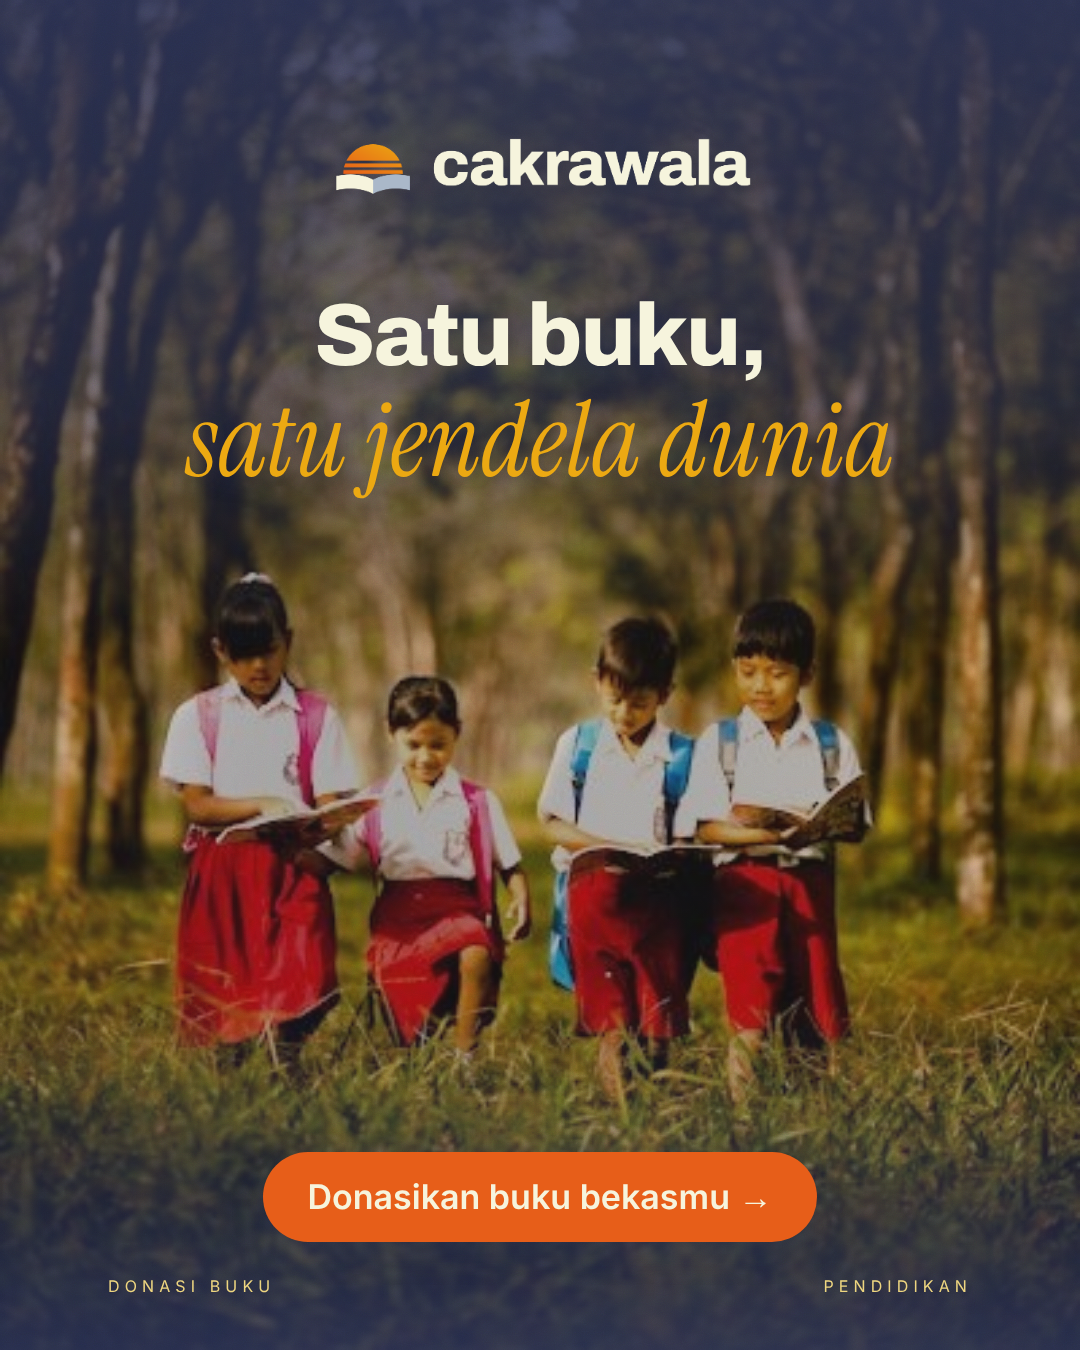 cakrawala
Satu buku,
satu jendela dunia
Donasikan buku bekasmu →
DONASI BUKU
PENDIDIKAN